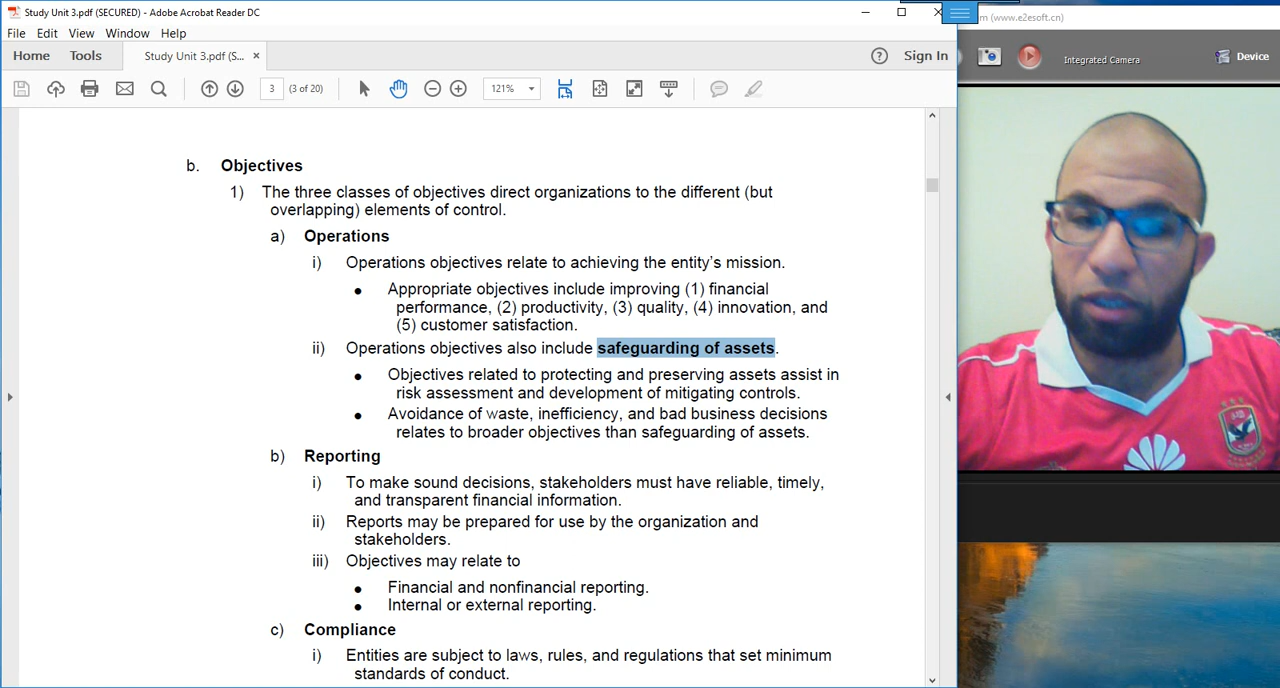 Study Unit 3.pdf (SECURED) - Adobe Acrobat Reader DC
m (www.e2esoft.cn)
File Edit View Window Help
Home Tools Study Unit 3.pdf (S... × Sign In
Integrated Camera Device
3 (3 of 20) 121%
b. Objectives
1) The three classes of objectives direct organizations to the different (but
overlapping) elements of control.
a) Operations
i) Operations objectives relate to achieving the entity's mission.
● Appropriate objectives include improving (1) financial
performance, (2) productivity, (3) quality, (4) innovation, and
(5) customer satisfaction.
ii) Operations objectives also include safeguarding of assets.
● Objectives related to protecting and preserving assets assist in
risk assessment and development of mitigating controls.
● Avoidance of waste, inefficiency, and bad business decisions
relates to broader objectives than safeguarding of assets.
b) Reporting
i) To make sound decisions, stakeholders must have reliable, timely,
and transparent financial information.
ii) Reports may be prepared for use by the organization and
stakeholders.
iii) Objectives may relate to
● Financial and nonfinancial reporting.
● Internal or external reporting.
c) Compliance
i) Entities are subject to laws, rules, and regulations that set minimum
standards of conduct.